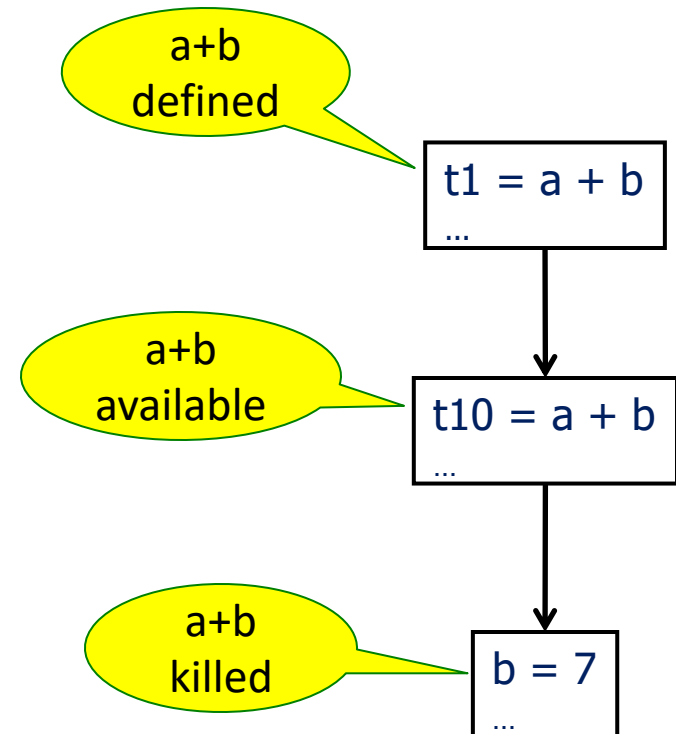 a+b
defined
t1 = a + b
…
a+b
available
t10 = a + b
…
a+b
killed
b = 7
…